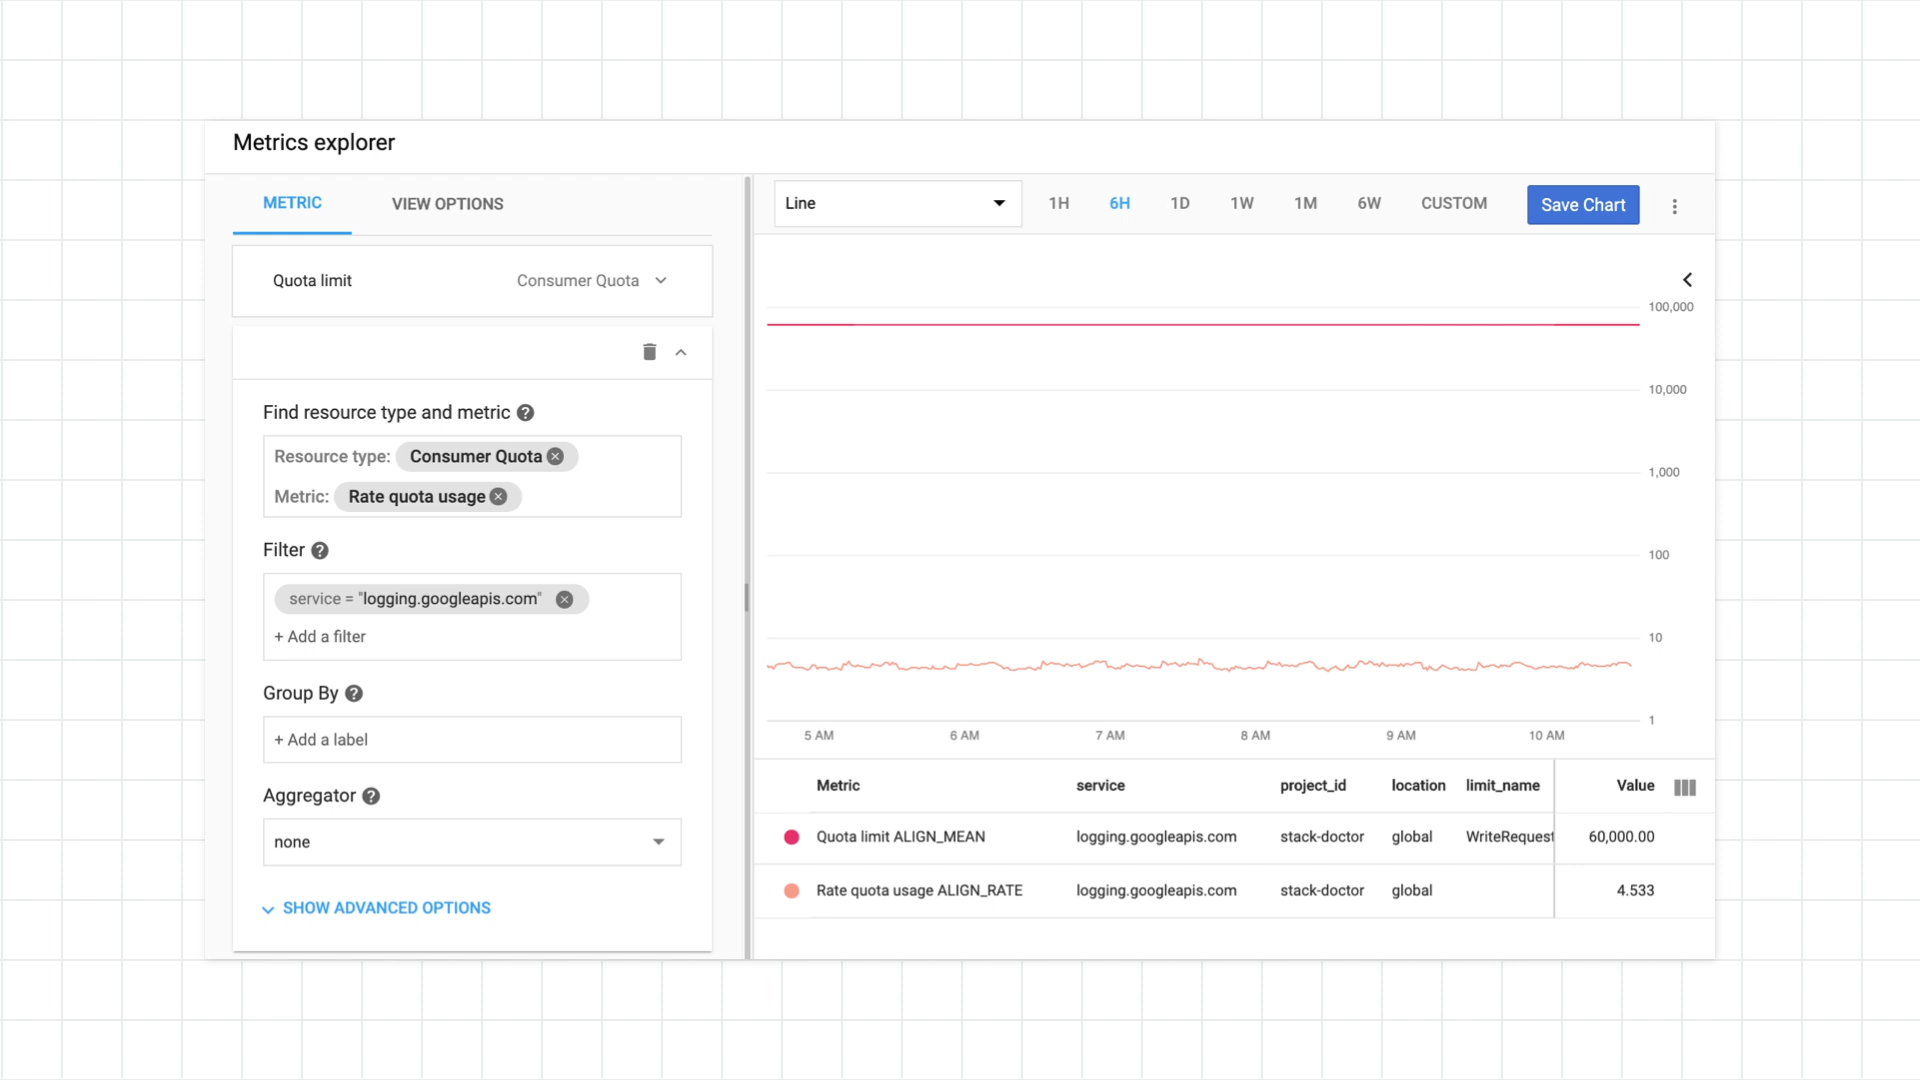 Metrics explorer
METRIC
VIEW OPTIONS
Quota limit
Consumer Quota
Find resource type and metric
Resource type: Consumer Quota
Metric: Rate quota usage
Filter
service = "logging.googleapis.com"
+ Add a filter
Group By
+ Add a label
Aggregator
none
SHOW ADVANCED OPTIONS
Line
1H 6H 1D 1W 1M 6W CUSTOM
Save Chart
100,000
10,000
1,000
100
10
1
5 AM 6 AM 7 AM 8 AM 9 AM 10 AM
Metric service project_id location limit_name Value
Quota limit ALIGN_MEAN logging.googleapis.com stack-doctor global WriteRequest 60,000.00
Rate quota usage ALIGN_RATE logging.googleapis.com stack-doctor global 4.533